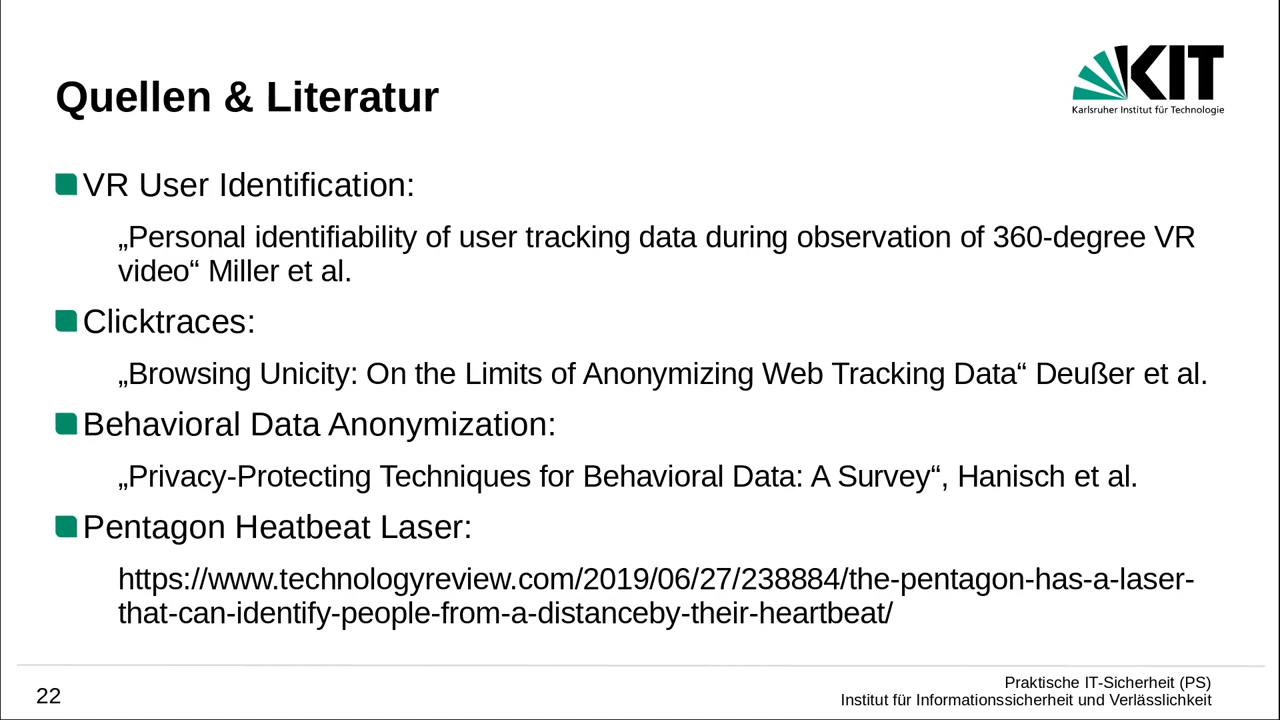 KIT
Karlsruher Institut für Technologie
Quellen & Literatur
VR User Identification:
„Personal identifiability of user tracking data during observation of 360-degree VR
video“ Miller et al.
Clicktraces:
„Browsing Unicity: On the Limits of Anonymizing Web Tracking Data“ Deußer et al.
Behavioral Data Anonymization:
„Privacy-Protecting Techniques for Behavioral Data: A Survey“, Hanisch et al.
Pentagon Heatbeat Laser:
https://www.technologyreview.com/2019/06/27/238884/the-pentagon-has-a-laser-
that-can-identify-people-from-a-distanceby-their-heartbeat/
22
Praktische IT-Sicherheit (PS)
Institut für Informationssicherheit und Verlässlichkeit